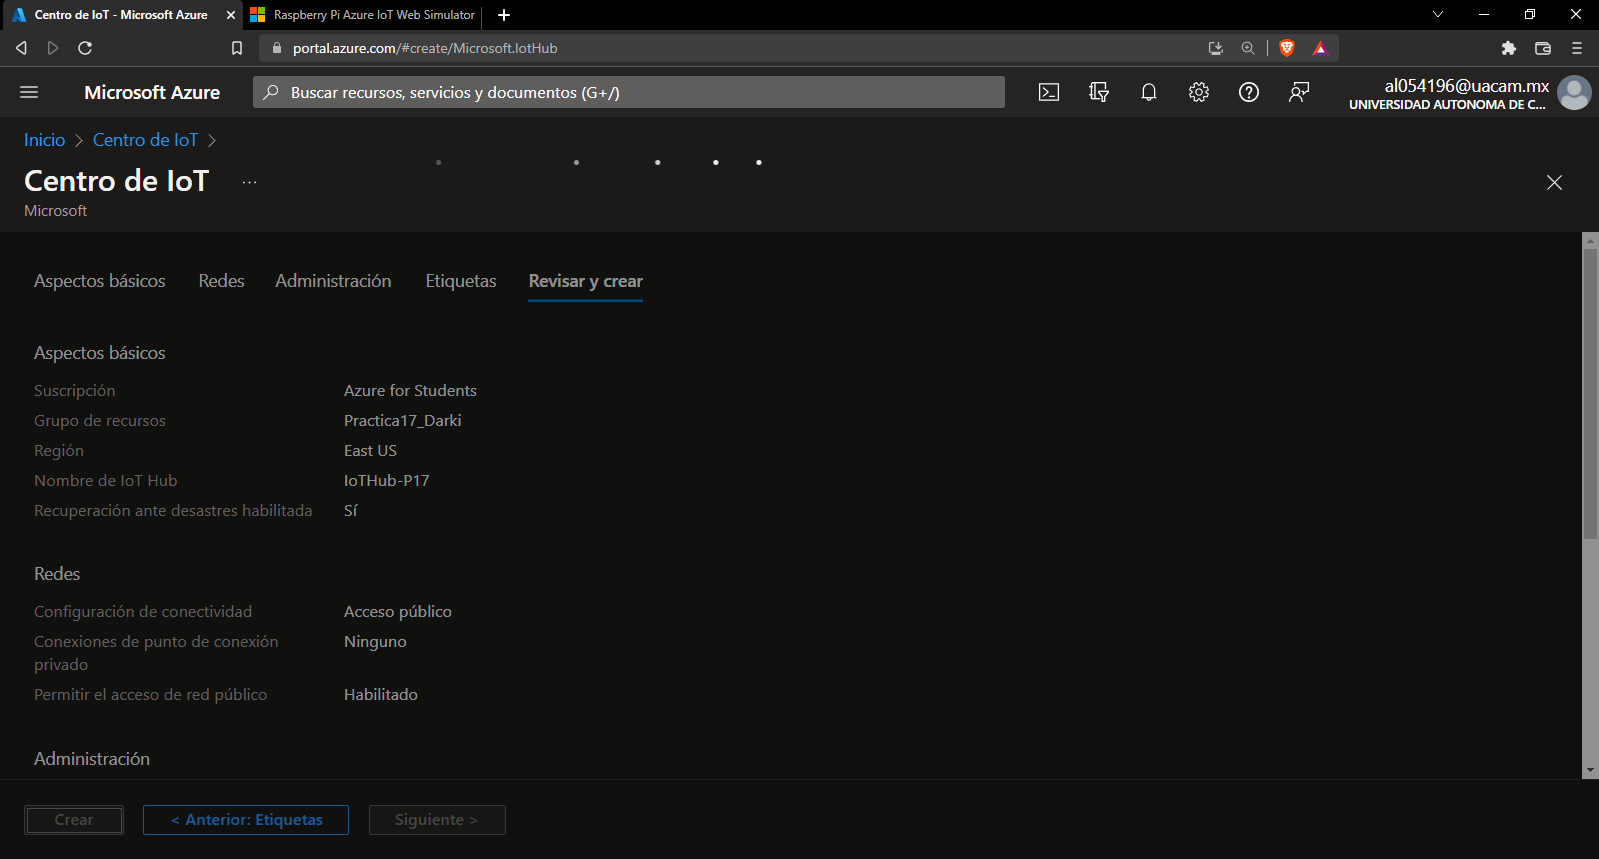 Centro de IoT - Microsoft Azure
Raspberry Pi Azure IoT Web Simulator
portal.azure.com/#create/Microsoft.IotHub
Microsoft Azure
Buscar recursos, servicios y documentos (G+/)
al054196@uacam.mx
UNIVERSIDAD AUTONOMA DE C...
Inicio > Centro de IoT >
Centro de IoT ...
Microsoft
Aspectos básicos Redes Administración Etiquetas Revisar y crear
Aspectos básicos
Suscripción Azure for Students
Grupo de recursos Practica17_Darki
Región East US
Nombre de IoT Hub IoTHub-P17
Recuperación ante desastres habilitada Sí
Redes
Configuración de conectividad Acceso público
Conexiones de punto de conexión Ninguno
privado
Permitir el acceso de red público Habilitado
Administración
Crear < Anterior: Etiquetas Siguiente >